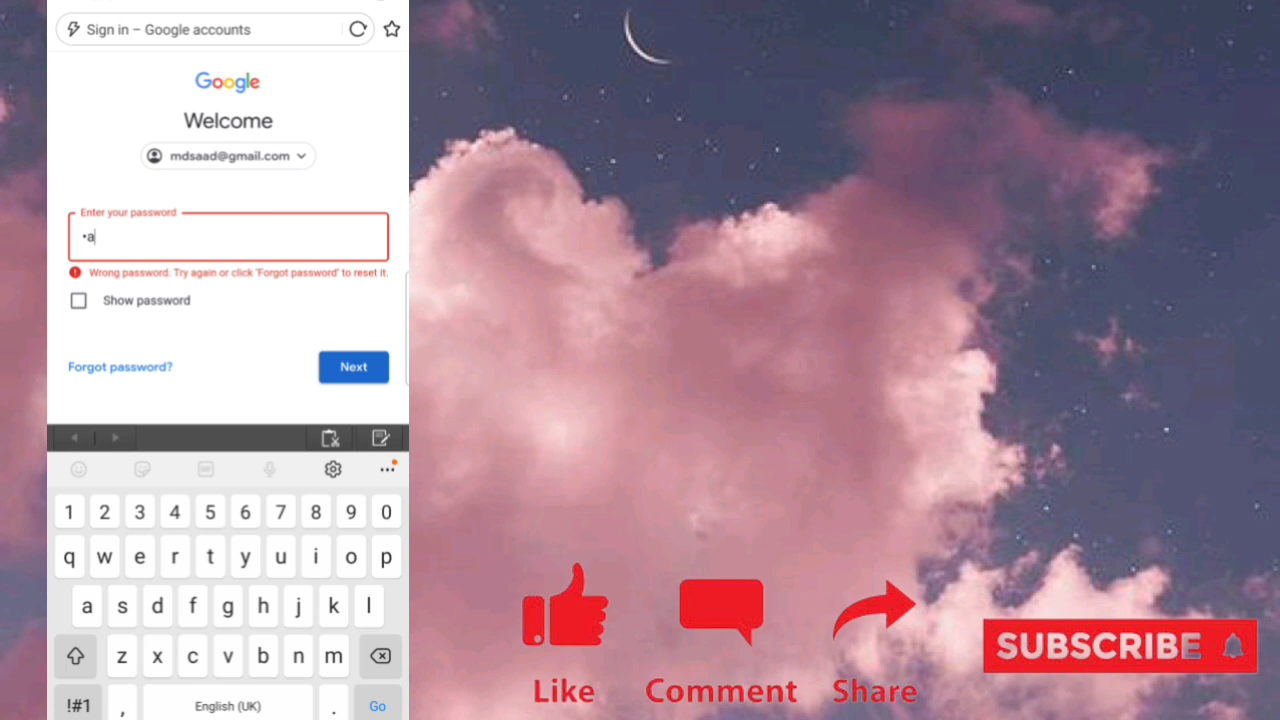 Sign in – Google accounts
Google
Welcome
mdsaad@gmail.com
Enter your password
•a
Wrong password. Try again or click 'Forgot password' to reset it.
Show password
Forgot password?
Next
1 2 3 4 5 6 7 8 9 0
q w e r t y u i o p
a s d f g h j k l
z x c v b n m
!#1 , English (UK) . Go
Like Comment Share
SUBSCRIBE